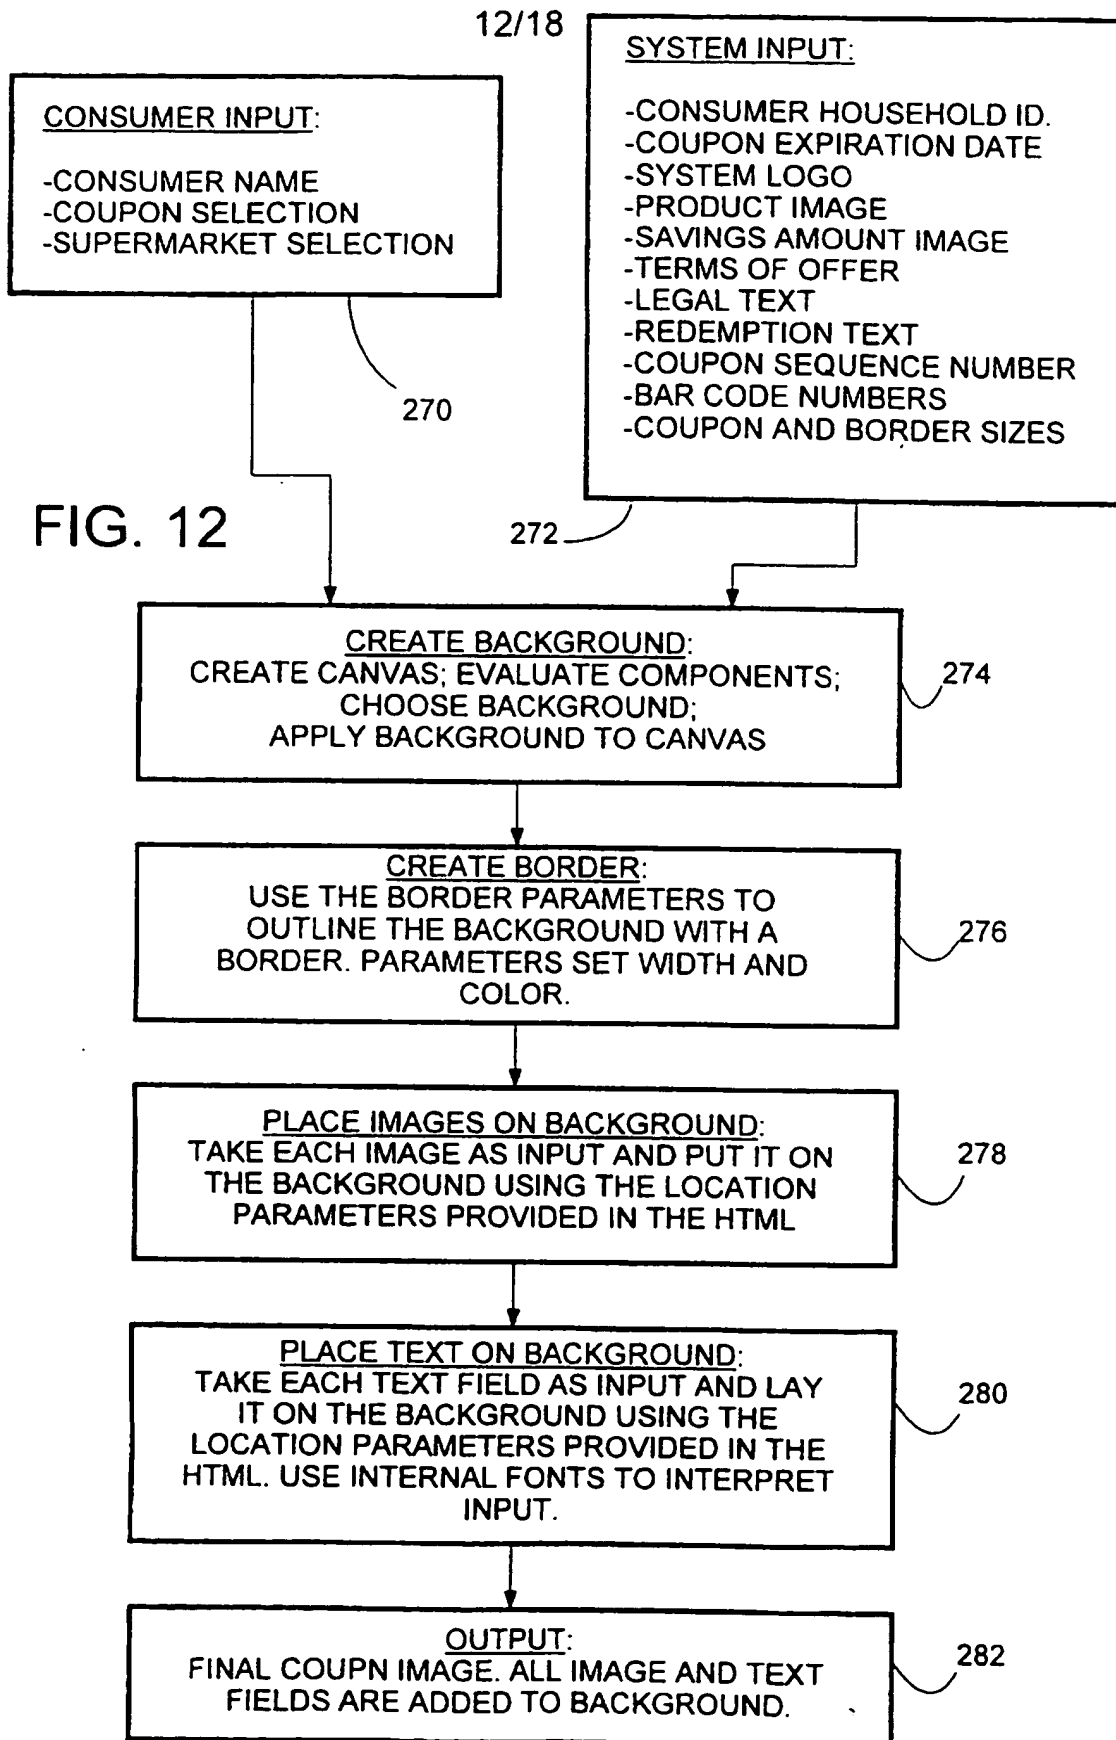 12/18
CONSUMER INPUT:
-CONSUMER NAME
-COUPON SELECTION
-SUPERMARKET SELECTION
270
SYSTEM INPUT:
-CONSUMER HOUSEHOLD ID.
-COUPON EXPIRATION DATE
-SYSTEM LOGO
-PRODUCT IMAGE
-SAVINGS AMOUNT IMAGE
-TERMS OF OFFER
-LEGAL TEXT
-REDEMPTION TEXT
-COUPON SEQUENCE NUMBER
-BAR CODE NUMBERS
-COUPON AND BORDER SIZES
272
FIG. 12
CREATE BACKGROUND:
CREATE CANVAS; EVALUATE COMPONENTS;
CHOOSE BACKGROUND;
APPLY BACKGROUND TO CANVAS
274
CREATE BORDER:
USE THE BORDER PARAMETERS TO
OUTLINE THE BACKGROUND WITH A
BORDER. PARAMETERS SET WIDTH AND
COLOR.
276
PLACE IMAGES ON BACKGROUND:
TAKE EACH IMAGE AS INPUT AND PUT IT ON
THE BACKGROUND USING THE LOCATION
PARAMETERS PROVIDED IN THE HTML
278
PLACE TEXT ON BACKGROUND:
TAKE EACH TEXT FIELD AS INPUT AND LAY
IT ON THE BACKGROUND USING THE
LOCATION PARAMETERS PROVIDED IN THE
HTML. USE INTERNAL FONTS TO INTERPRET
INPUT.
280
OUTPUT:
FINAL COUPN IMAGE. ALL IMAGE AND TEXT
FIELDS ARE ADDED TO BACKGROUND.
282